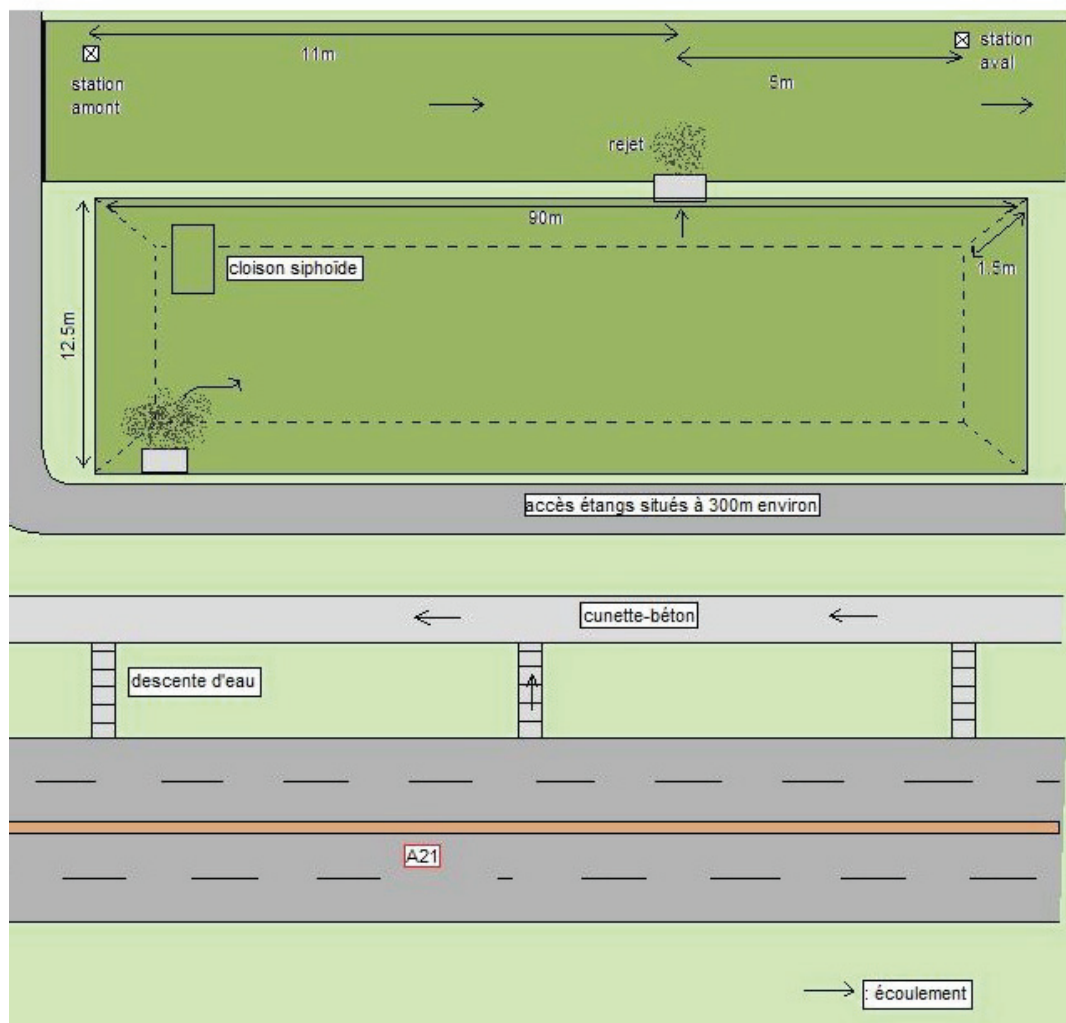 11m
station
aval
station
amont
5m
rejet
90m
cloison siphoïde
1.5m
12.5m
accès étangs situés à 300m environ
cunette-béton
descente d'eau
A21
: écoulement